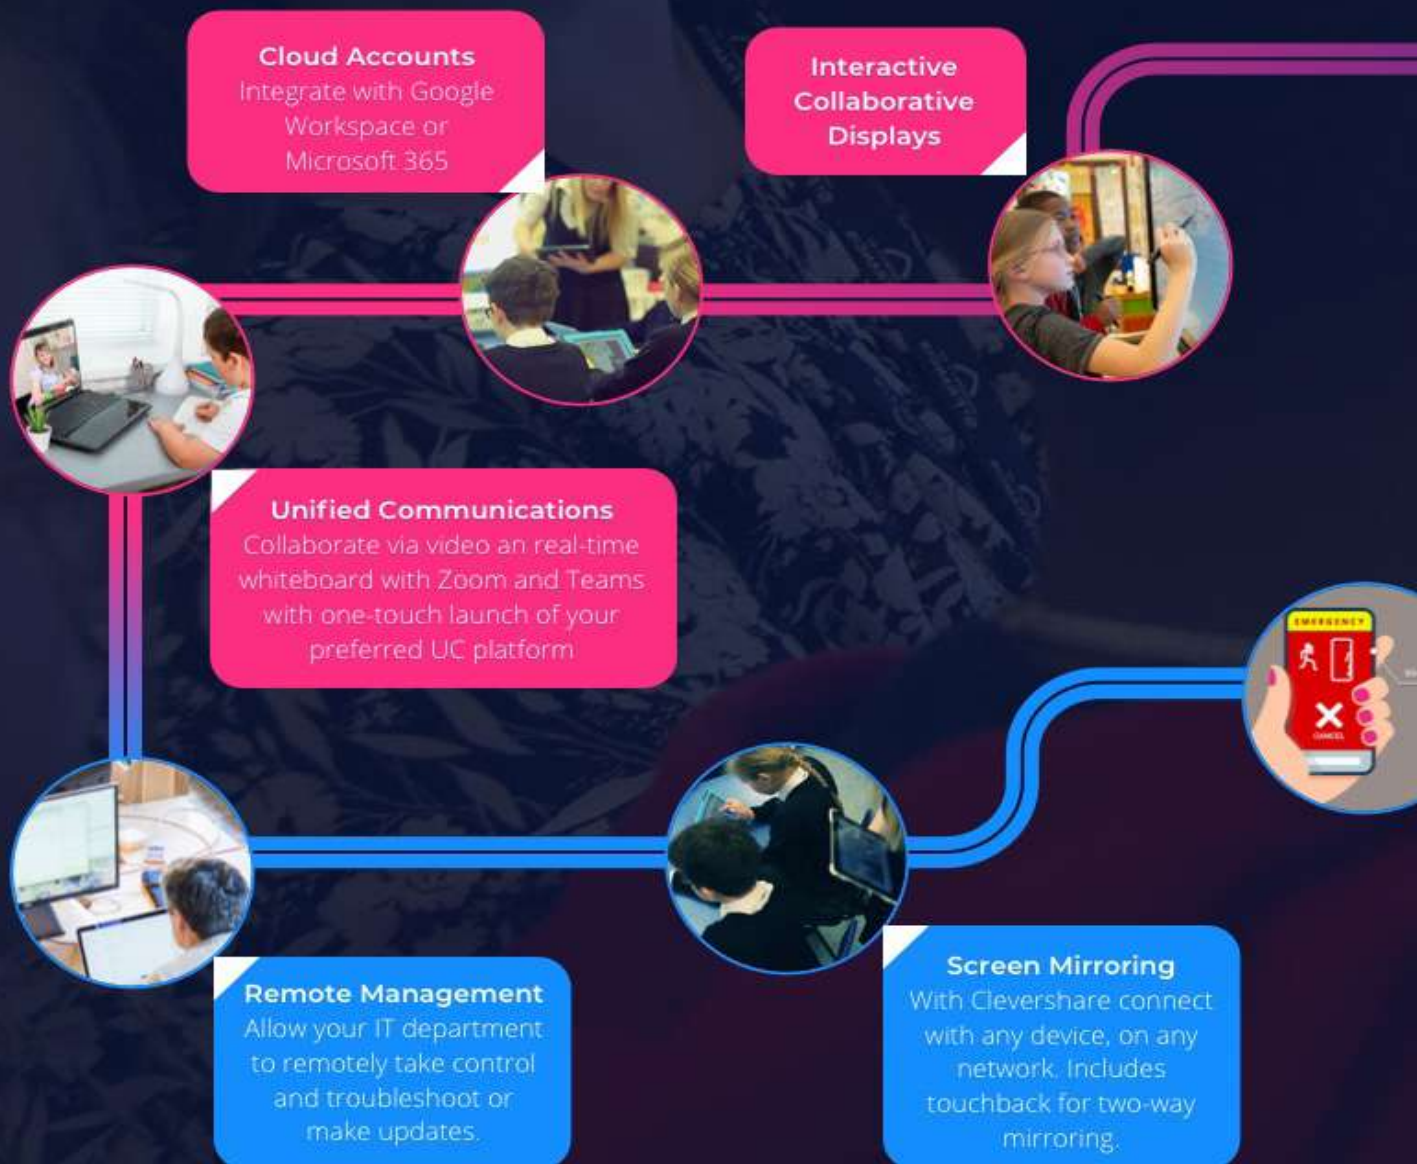 Cloud Accounts
Integrate with Google
Workspace or
Microsoft 365
Interactive
Collaborative
Displays
Unified Communications
Collaborate via video an real-time
whiteboard with Zoom and Teams
with one-touch launch of your
preferred UC platform
EMERGENCY
CANCEL
Remote Management
Allow your IT department
to remotely take control
and troubleshoot or
make updates.
Screen Mirroring
With Clevershare connect
with any device, on any
network. Includes
touchback for two-way
mirroring.